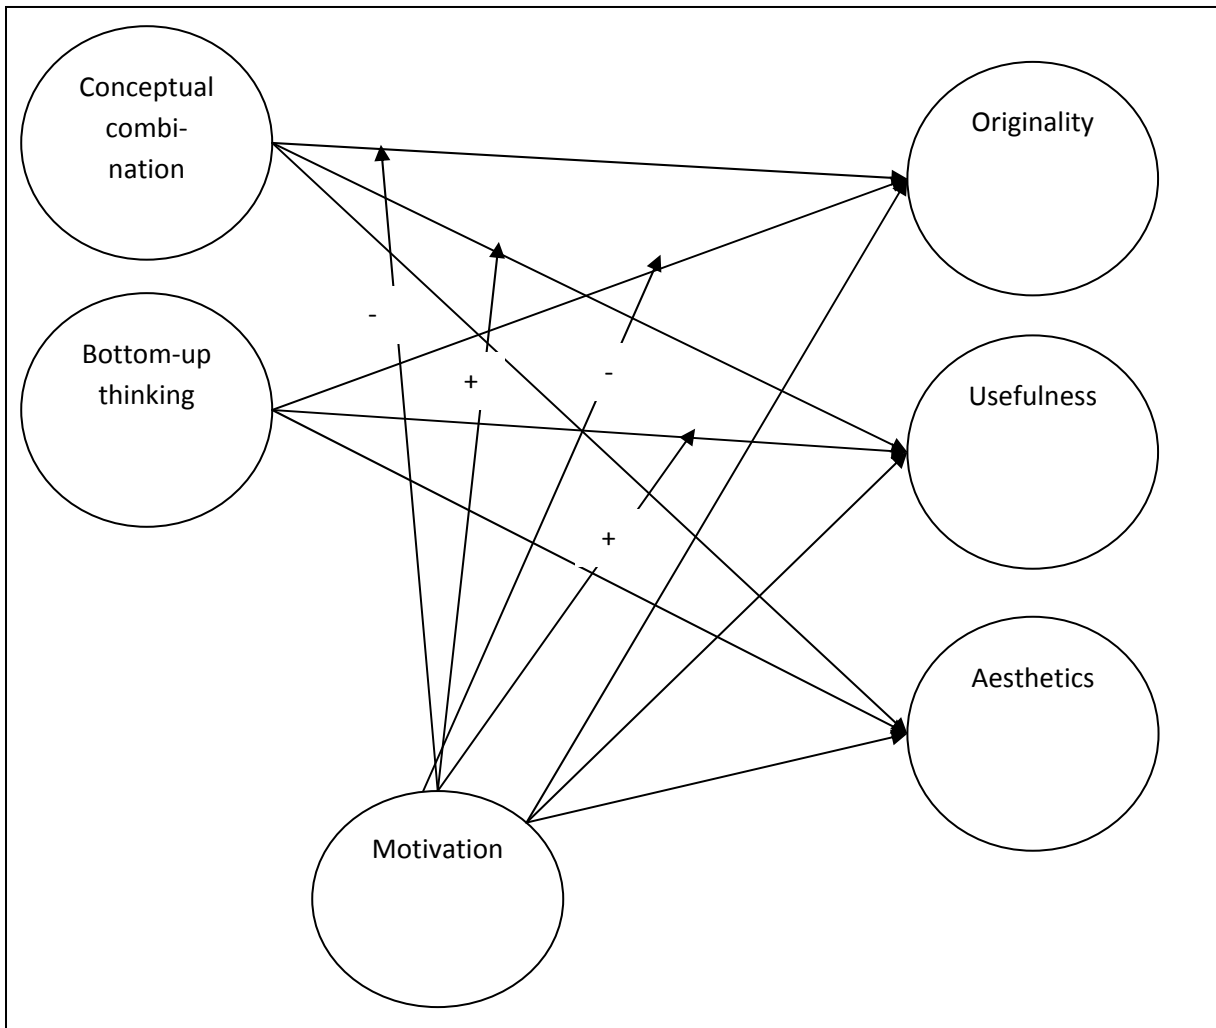 Conceptual
combi-
nation
Originality
Bottom-up
thinking
-
+
-
Usefulness
+
Aesthetics
Motivation